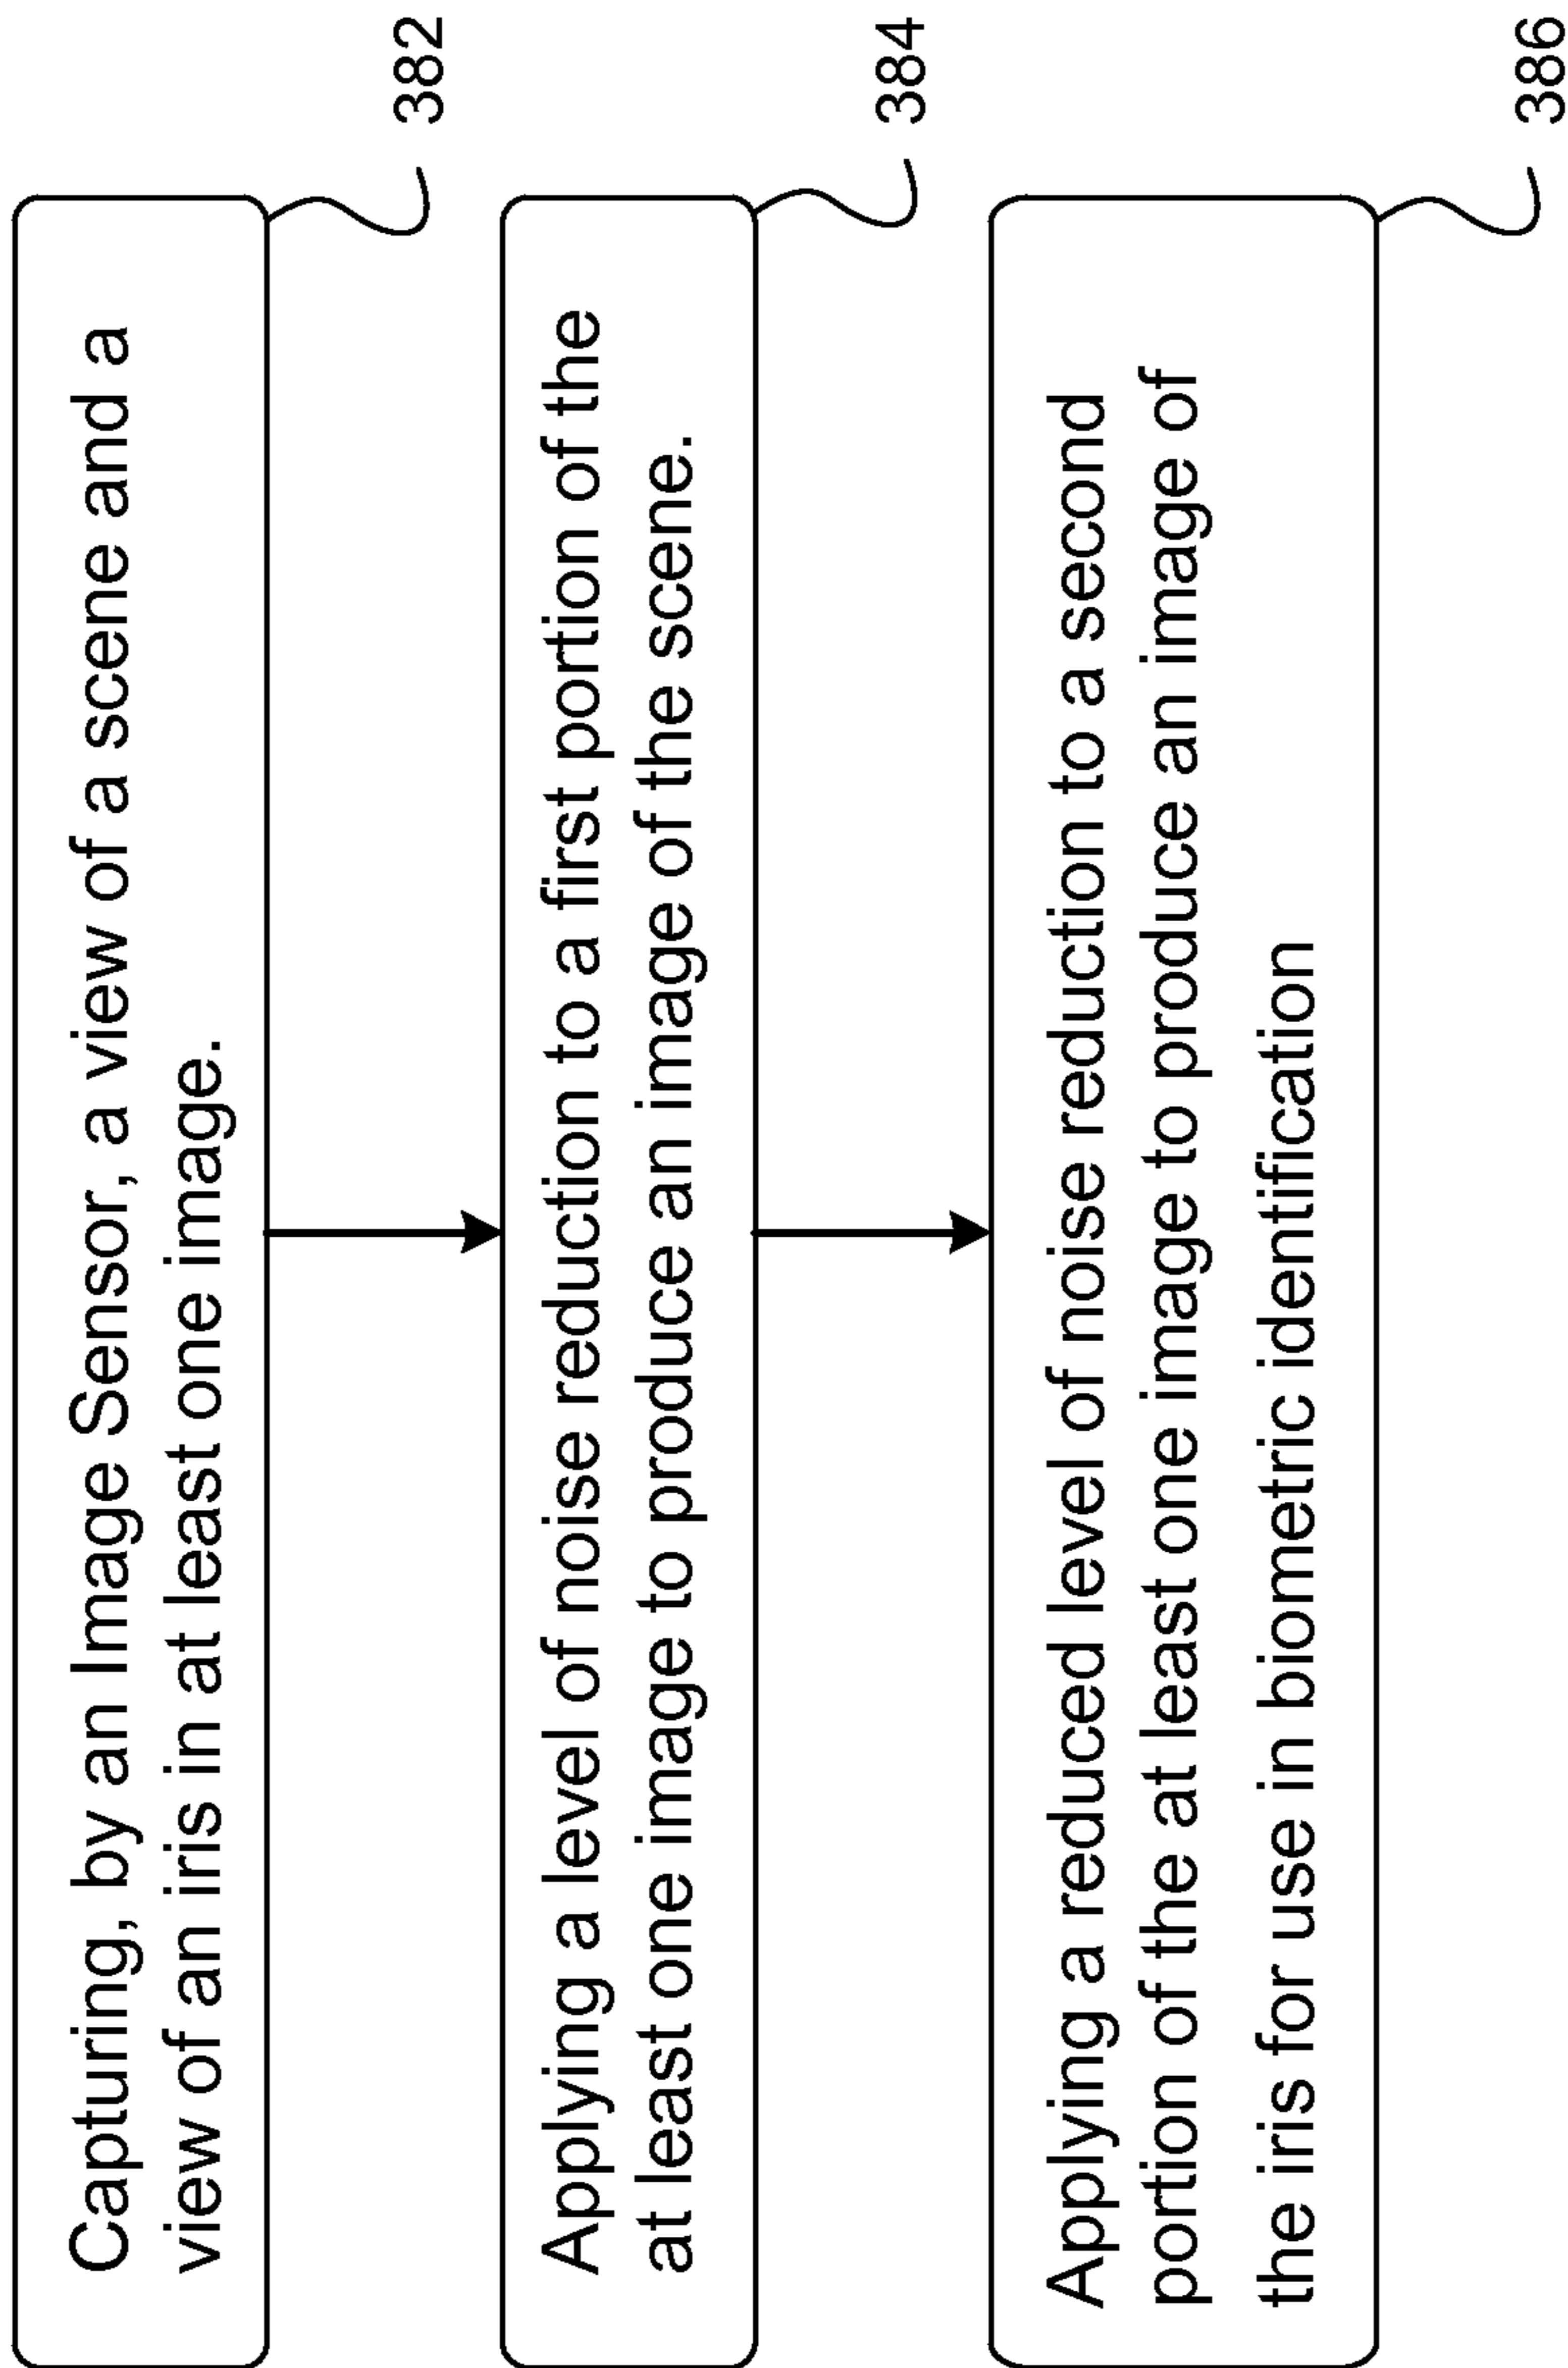 Capturing, by an Image Sensor, a view of a scene and a
view of an iris in at least one image.
382
Applying a level of noise reduction to a first portion of the
at least one image to produce an image of the scene.
384
Applying a reduced level of noise reduction to a second
portion of the at least one image to produce an image of
the iris for use in biometric identification
386